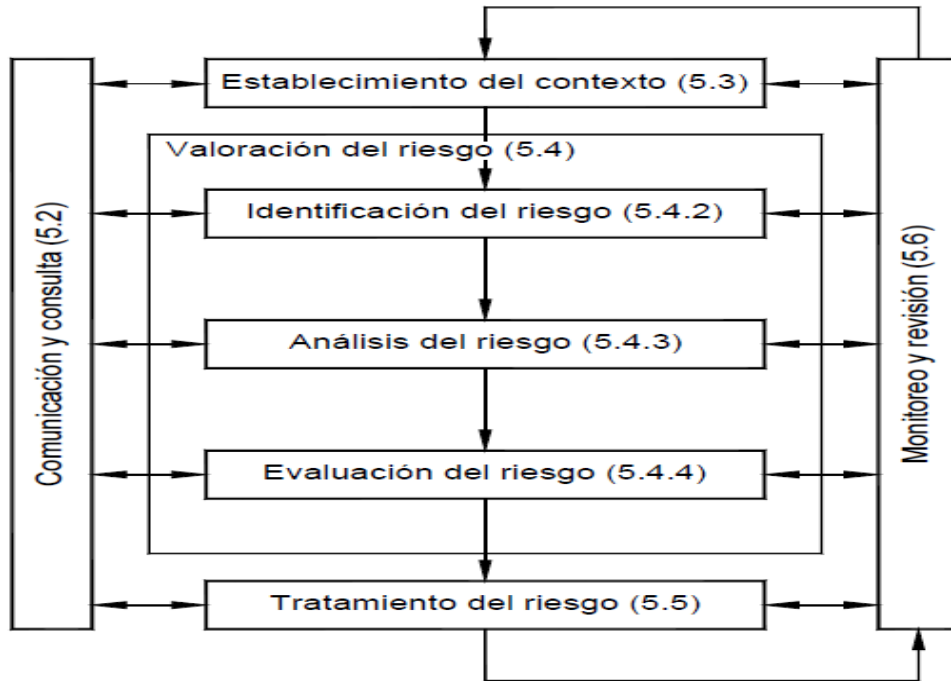 Establecimiento del contexto (5.3)
Valoración del riesgo (5.4)
Identificación del riesgo (5.4.2)
Análisis del riesgo (5.4.3)
Evaluación del riesgo (5.4.4)
Tratamiento del riesgo (5.5)
Comunicación y consulta (5.2)
Monitoreo y revisión (5.6)